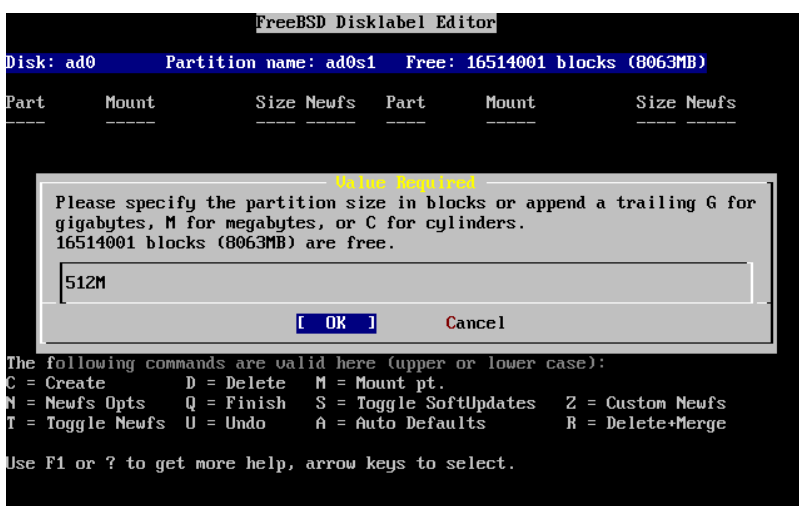 FreeBSD Disklabel Editor
Disk: ad0 Partition name: ad0s1 Free: 16514001 blocks (8063MB)
Part Mount Size Newfs Part Mount Size Newfs
---- ----- ---- ----- ---- ----- ---- -----
Value Required
Please specify the partition size in blocks or append a trailing G for
gigabytes, M for megabytes, or C for cylinders.
16514001 blocks (8063MB) are free.
512M
[ OK ] Cancel
The following commands are valid here (upper or lower case):
C = Create D = Delete M = Mount pt.
N = Newfs Opts Q = Finish S = Toggle SoftUpdates Z = Custom Newfs
T = Toggle Newfs U = Undo A = Auto Defaults R = Delete+Merge
Use F1 or ? to get more help, arrow keys to select.